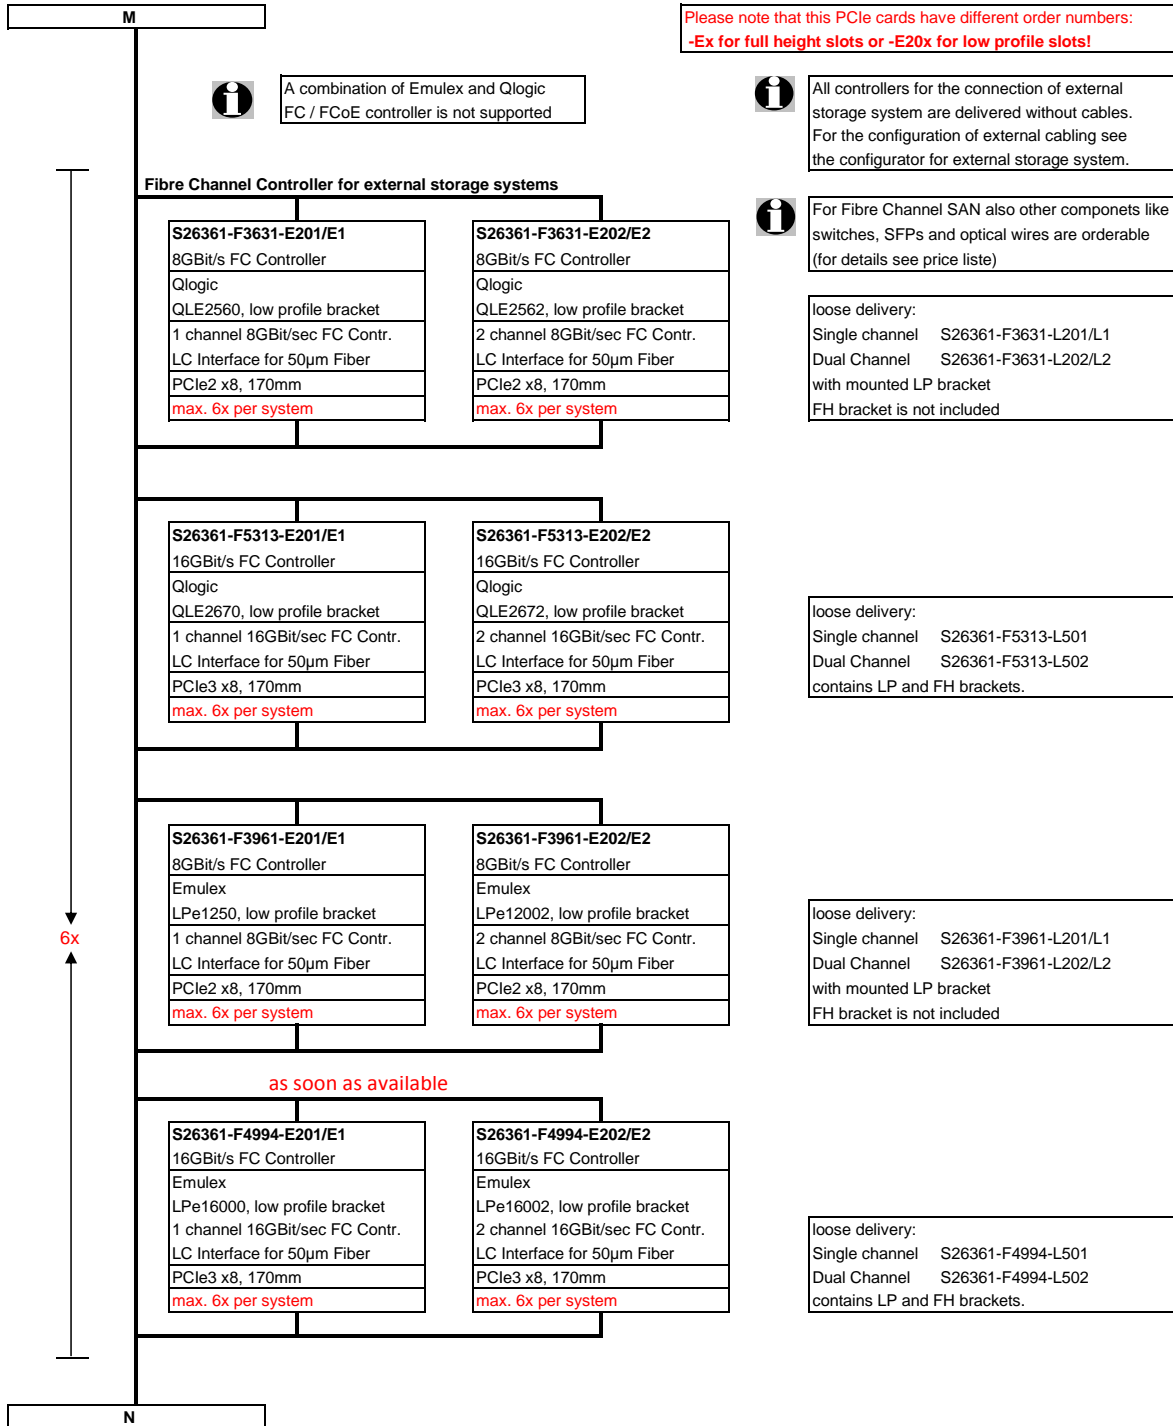 M
Please note that this PCIe cards have different order numbers:
-Ex for full height slots or -E20x for low profile slots!
A combination of Emulex and Qlogic
FC / FCoE controller is not supported
All controllers for the connection of external
storage system are delivered without cables.
For the configuration of external cabling see
the configurator for external storage system.
Fibre Channel Controller for external storage systems
For Fibre Channel SAN also other componets like
switches, SFPs and optical wires are orderable
(for details see price liste)
S26361-F3631-E201/E1
8GBit/s FC Controller
Qlogic
QLE2560, low profile bracket
1 channel 8GBit/sec FC Contr.
LC Interface for 50µm Fiber
PCIe2 x8, 170mm
max. 6x per system
S26361-F3631-E202/E2
8GBit/s FC Controller
Qlogic
QLE2562, low profile bracket
2 channel 8GBit/sec FC Contr.
LC Interface for 50µm Fiber
PCIe2 x8, 170mm
max. 6x per system
loose delivery:
Single channel S26361-F3631-L201/L1
Dual Channel S26361-F3631-L202/L2
with mounted LP bracket
FH bracket is not included
S26361-F5313-E201/E1
16GBit/s FC Controller
Qlogic
QLE2670, low profile bracket
1 channel 16GBit/sec FC Contr.
LC Interface for 50µm Fiber
PCIe3 x8, 170mm
max. 6x per system
S26361-F5313-E202/E2
16GBit/s FC Controller
Qlogic
QLE2672, low profile bracket
2 channel 16GBit/sec FC Contr.
LC Interface for 50µm Fiber
PCIe3 x8, 170mm
max. 6x per system
loose delivery:
Single channel S26361-F5313-L501
Dual Channel S26361-F5313-L502
contains LP and FH brackets.
S26361-F3961-E201/E1
8GBit/s FC Controller
Emulex
LPe1250, low profile bracket
1 channel 8GBit/sec FC Contr.
LC Interface for 50µm Fiber
PCIe2 x8, 170mm
max. 6x per system
S26361-F3961-E202/E2
8GBit/s FC Controller
Emulex
LPe12002, low profile bracket
2 channel 8GBit/sec FC Contr.
LC Interface for 50µm Fiber
PCIe2 x8, 170mm
max. 6x per system
loose delivery:
Single channel S26361-F3961-L201/L1
Dual Channel S26361-F3961-L202/L2
with mounted LP bracket
FH bracket is not included
6x
as soon as available
S26361-F4994-E201/E1
16GBit/s FC Controller
Emulex
LPe16000, low profile bracket
1 channel 16GBit/sec FC Contr.
LC Interface for 50µm Fiber
PCIe3 x8, 170mm
max. 6x per system
S26361-F4994-E202/E2
16GBit/s FC Controller
Emulex
LPe16002, low profile bracket
2 channel 16GBit/sec FC Contr.
LC Interface for 50µm Fiber
PCIe3 x8, 170mm
max. 6x per system
loose delivery:
Single channel S26361-F4994-L501
Dual Channel S26361-F4994-L502
contains LP and FH brackets.
N